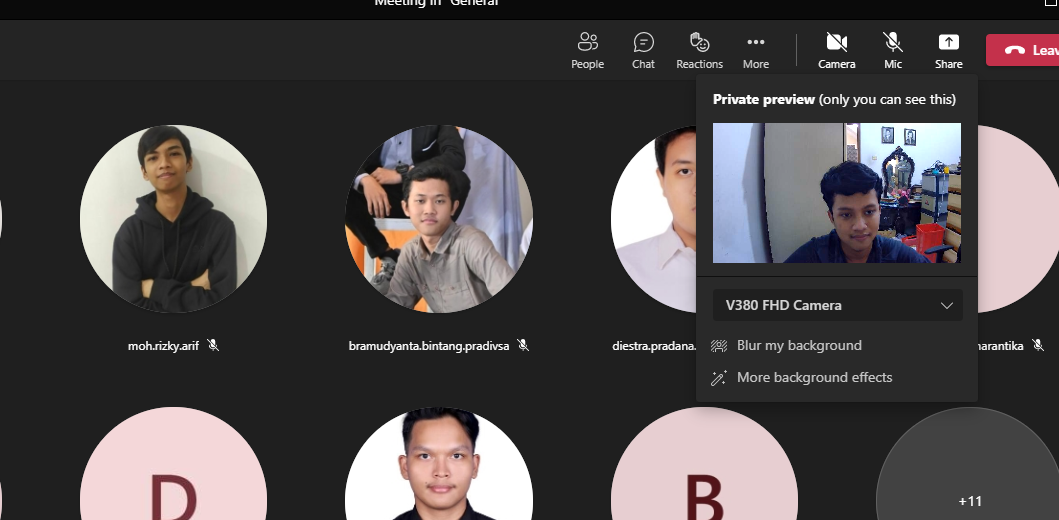 Meeting in "General"
People
Chat
Reactions
More
Camera
Mic
Share
Leav
Private preview (only you can see this)
V380 FHD Camera
Blur my background
More background effects
moh.rizky.arif
bramudyanta.bintang.pradivsa
diestra.pradana.
narantika
D
B
+11